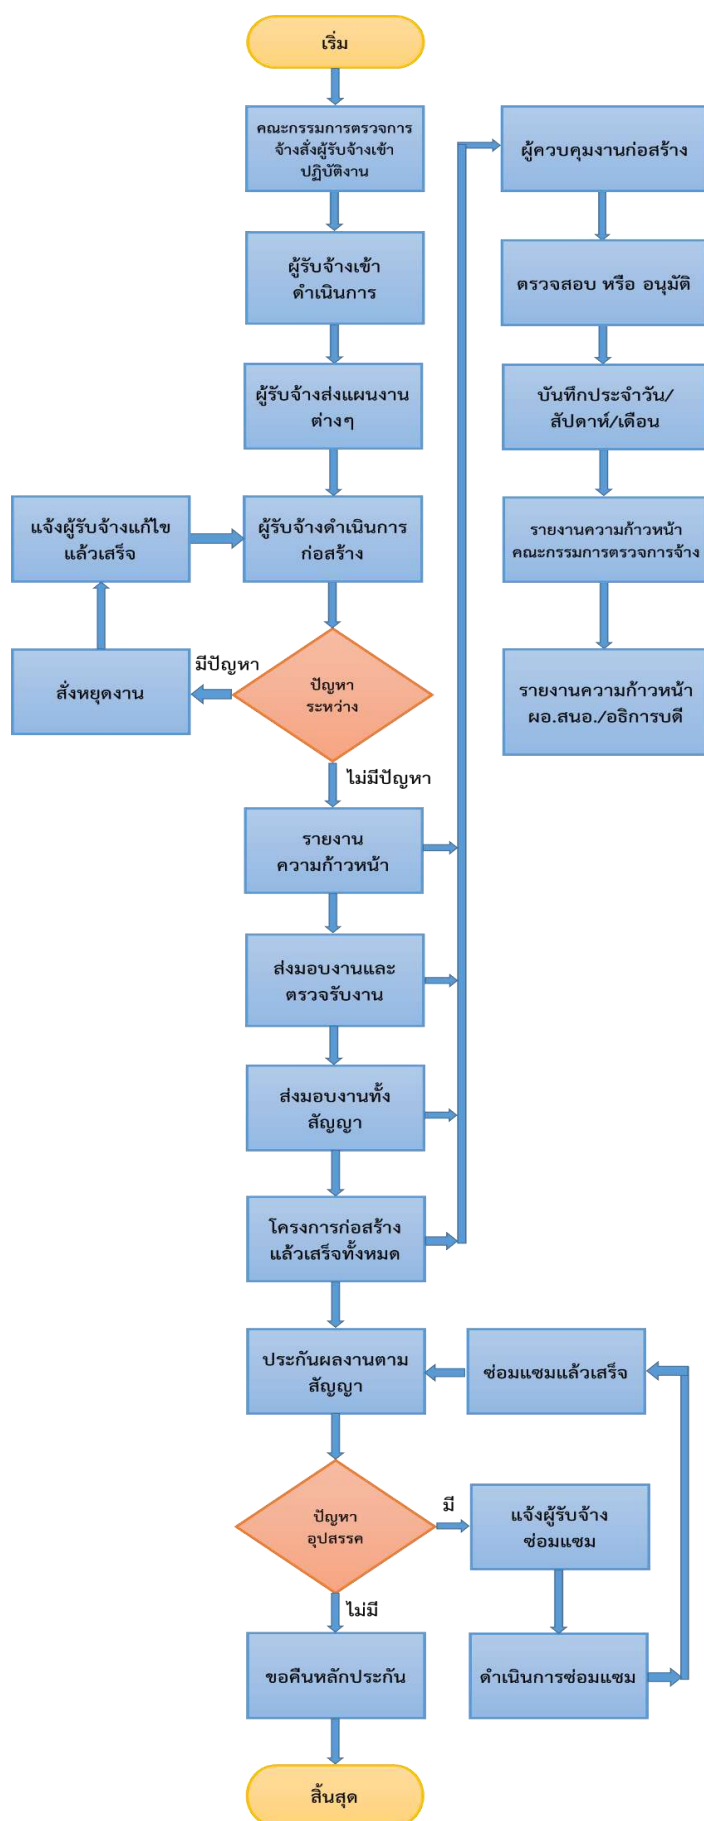 เริ่ม
คณะกรรมการตรวจการ
จ้างสั่งผู้รับจ้างเข้า
ปฏิบัติงาน
ผู้รับจ้างเข้า
ดำเนินการ
ผู้รับจ้างส่งแผนงาน
ต่างๆ
ผู้รับจ้างดำเนินการ
ก่อสร้าง
แจ้งผู้รับจ้างแก้ไข
แล้วเสร็จ
สั่งหยุดงาน
มีปัญหา
ปัญหา
ระหว่าง
ไม่มีปัญหา
รายงาน
ความก้าวหน้า
ส่งมอบงานและ
ตรวจรับงาน
ส่งมอบงานทั้ง
สัญญา
โครงการก่อสร้าง
แล้วเสร็จทั้งหมด
ผู้ควบคุมงานก่อสร้าง
ตรวจสอบ หรือ อนุมัติ
บันทึกประจำวัน/
สัปดาห์/เดือน
รายงานความก้าวหน้า
คณะกรรมการตรวจการจ้าง
รายงานความก้าวหน้า
ผอ.สนอ./อธิการบดี
ประกันผลงานตาม
สัญญา
ซ่อมแซมแล้วเสร็จ
ปัญหา
อุปสรรค
มี
แจ้งผู้รับจ้าง
ซ่อมแซม
ดำเนินการซ่อมแซม
ไม่มี
ขอคืนหลักประกัน
สิ้นสุด